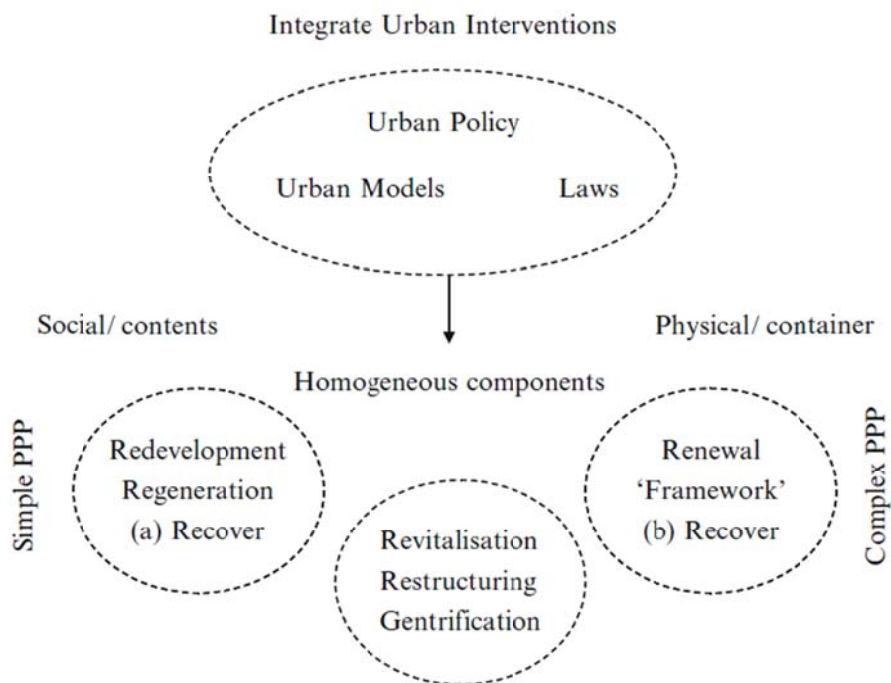 Integrate Urban Interventions
Urban Policy
Urban Models Laws
Social/ contents
Physical/ container
Homogeneous components
Simple PPP
Redevelopment
Regeneration
(a) Recover
Revitalisation
Restructuring
Gentrification
Renewal
‘Framework’
(b) Recover
Complex PPP